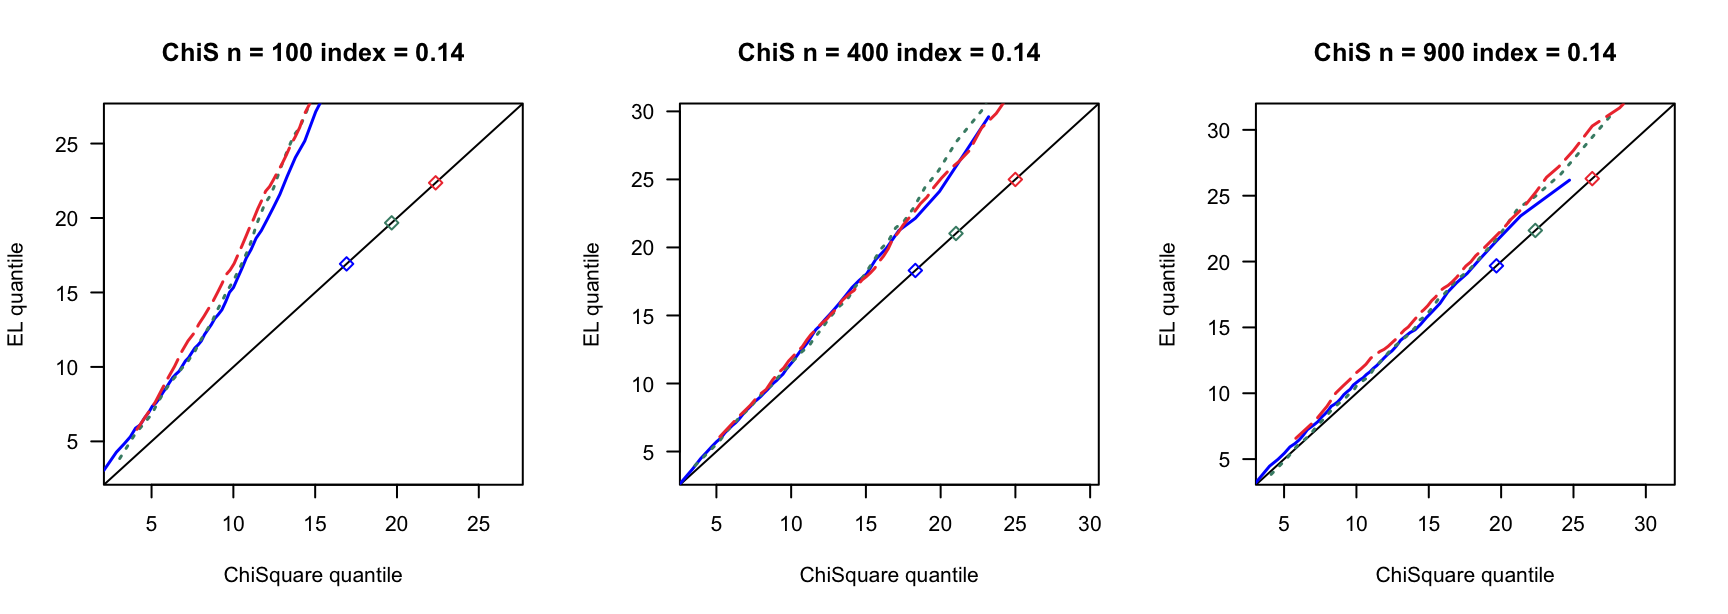 ChiS n = 100 index = 0.14
EL quantile
25
20
15
10
5
5 10 15 20 25
ChiSquare quantile
ChiS n = 400 index = 0.14
EL quantile
30
25
20
15
10
5
5 10 15 20 25 30
ChiSquare quantile
ChiS n = 900 index = 0.14
EL quantile
30
25
20
15
10
5
5 10 15 20 25 30
ChiSquare quantile